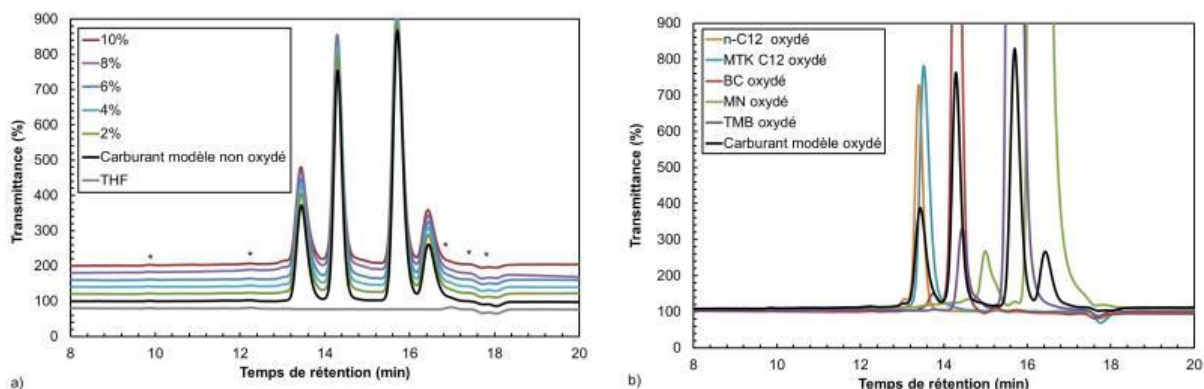 900
800
700
600
500
400
300
200
100
0
Transmittance (%)
10%
8%
6%
4%
2%
Carburant modèle non oxydé
THF
* * * * *
8 10 12 14 16 18 20
Temps de rétention (min)
a)
900
800
700
600
500
400
300
200
100
0
Transmittance (%)
n-C12 oxydé
MTK C12 oxydé
BC oxydé
MN oxydé
TMB oxydé
Carburant modèle oxydé
8 10 12 14 16 18 20
Temps de rétention (min)
b)